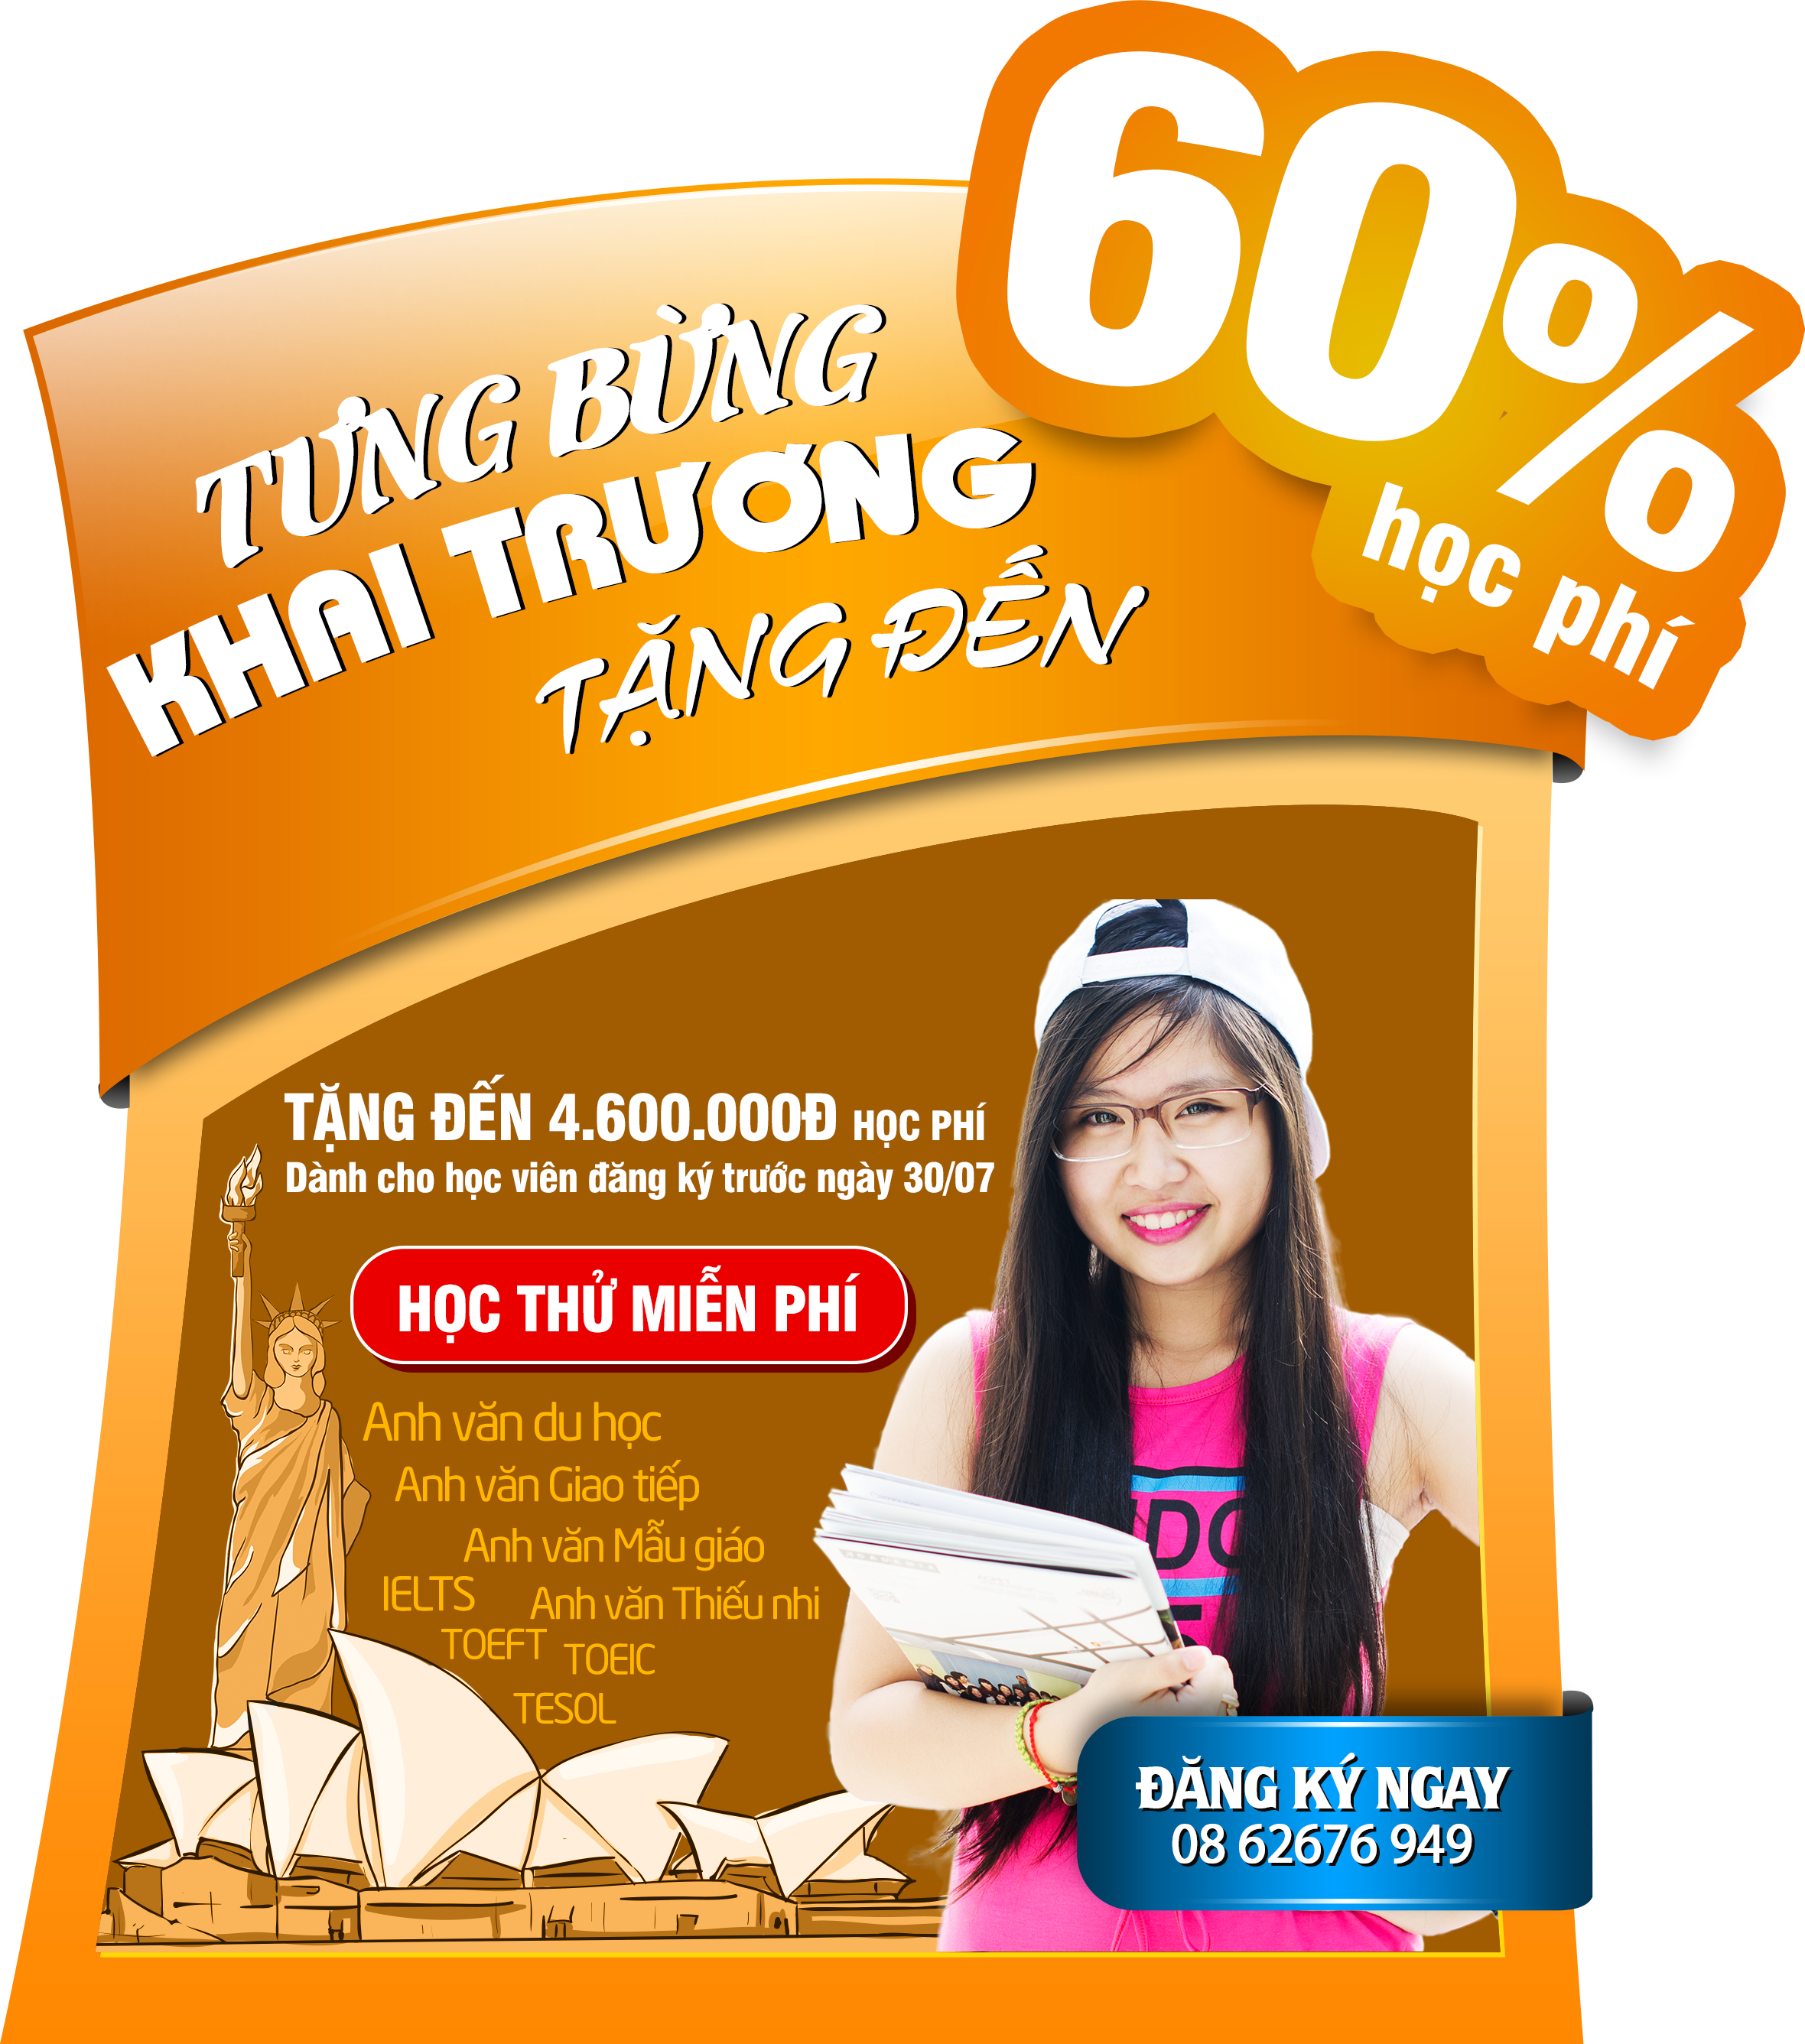 TƯNG BỪNG
KHAI TRƯƠNG
TẶNG ĐẾN
60%
học phí
TẶNG ĐẾN 4.600.000Đ HỌC PHÍ
Dành cho học viên đăng ký trước ngày 30/07
HỌC THỬ MIỄN PHÍ
Anh văn du học
Anh văn Giao tiếp
Anh văn Mẫu giáo
IELTS
Anh văn Thiếu nhi
TOEFT
TOEIC
TESOL
ĐĂNG KÝ NGAY
08 62676 949